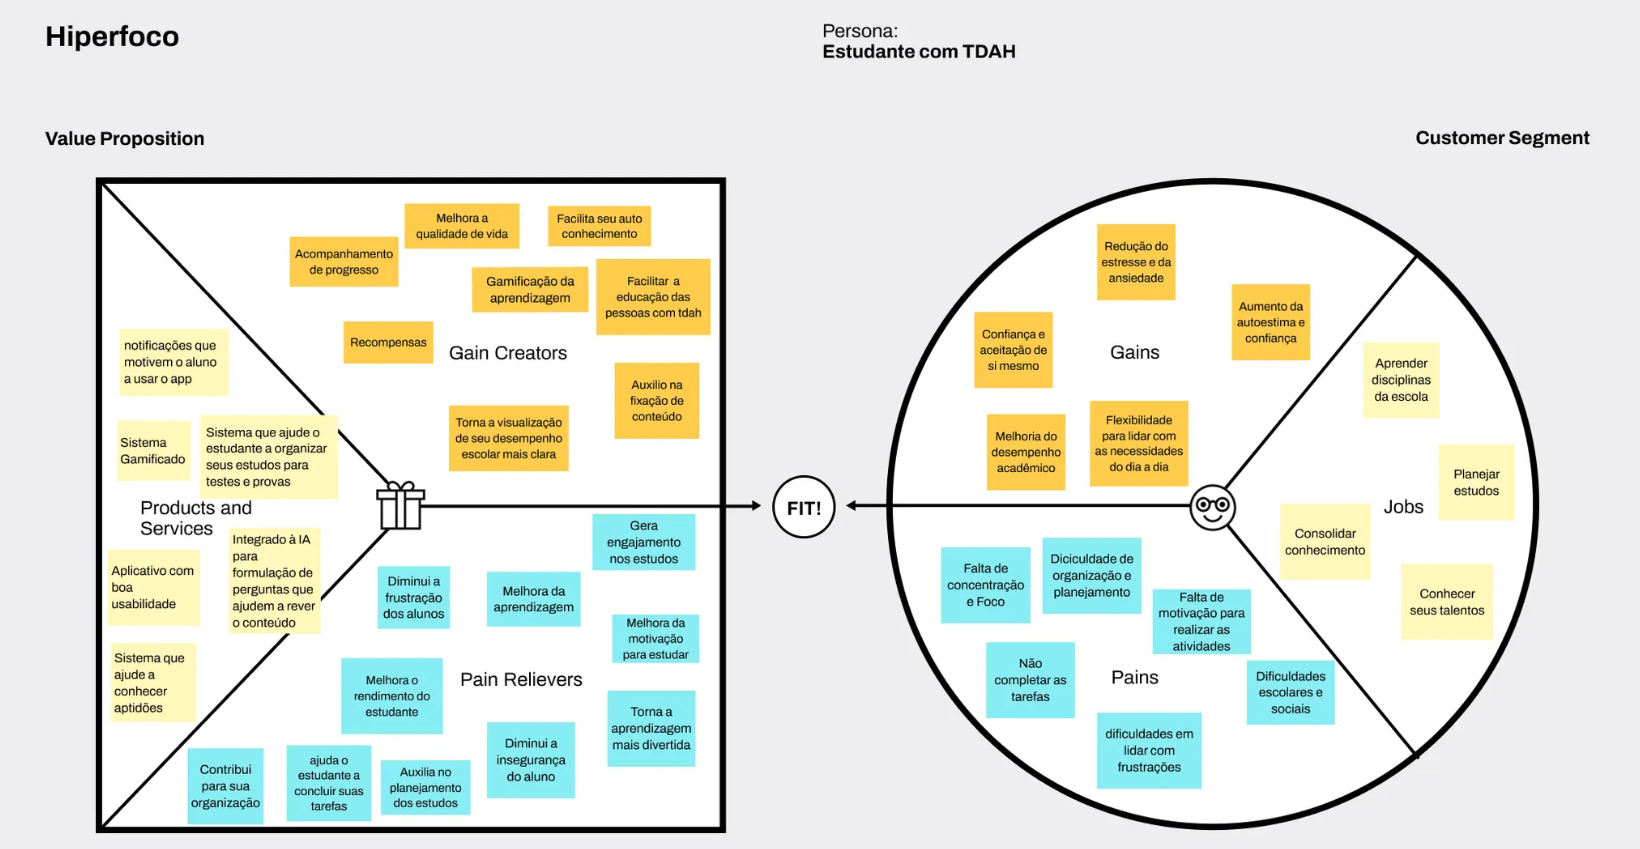 Hiperfoco
Persona:
Estudante com TDAH
Value Proposition
Customer Segment
Melhora a
qualidade de vida
Facilita seu auto
conhecimento
Acompanhamento
de progresso
Gamificação da
aprendizagem
Facilitar a
educação das
pessoas com tdah
Recompensas
Gain Creators
Auxilio na
fixação de
conteúdo
Torna a visualização
de seu desempenho
escolar mais clara
notificações que
motivem o aluno
a usar o app
Sistema
Gamificado
Sistema que ajude o
estudante a organizar
seus estudos para
testes e provas
Products and
Services
Integrado à IA
para
formulação de
perguntas que
ajudem a rever
o conteúdo
Aplicativo com
boa
usabilidade
Sistema que
ajude a
conhecer
aptidões
Gera
engajamento
nos estudos
Diminui a
frustração
dos alunos
Melhora da
aprendizagem
Melhora da
motivação
para estudar
Melhora o
rendimento do
estudante
Pain Relievers
Torna a
aprendizagem
mais divertida
Diminui a
insegurança
do aluno
Contribui
para sua
organização
ajuda o
estudante a
concluir suas
tarefas
Auxilia no
planejamento
dos estudos
FIT!
Redução do
estresse e da
ansiedade
Aumento da
autoestima e
confiança
Confiança e
aceitação de
si mesmo
Gains
Melhoria do
desempenho
acadêmico
Flexibilidade
para lidar com
as necessidades
do dia a dia
Aprender
disciplinas
da escola
Planejar
estudos
Jobs
Consolidar
conhecimento
Conhecer
seus talentos
Falta de
concentração
e Foco
Diciculdade de
organização e
planejamento
Falta de
motivação para
realizar as
atividades
Não
completar as
tarefas
Pains
Dificuldades
escolares e
sociais
dificuldades em
lidar com
frustrações